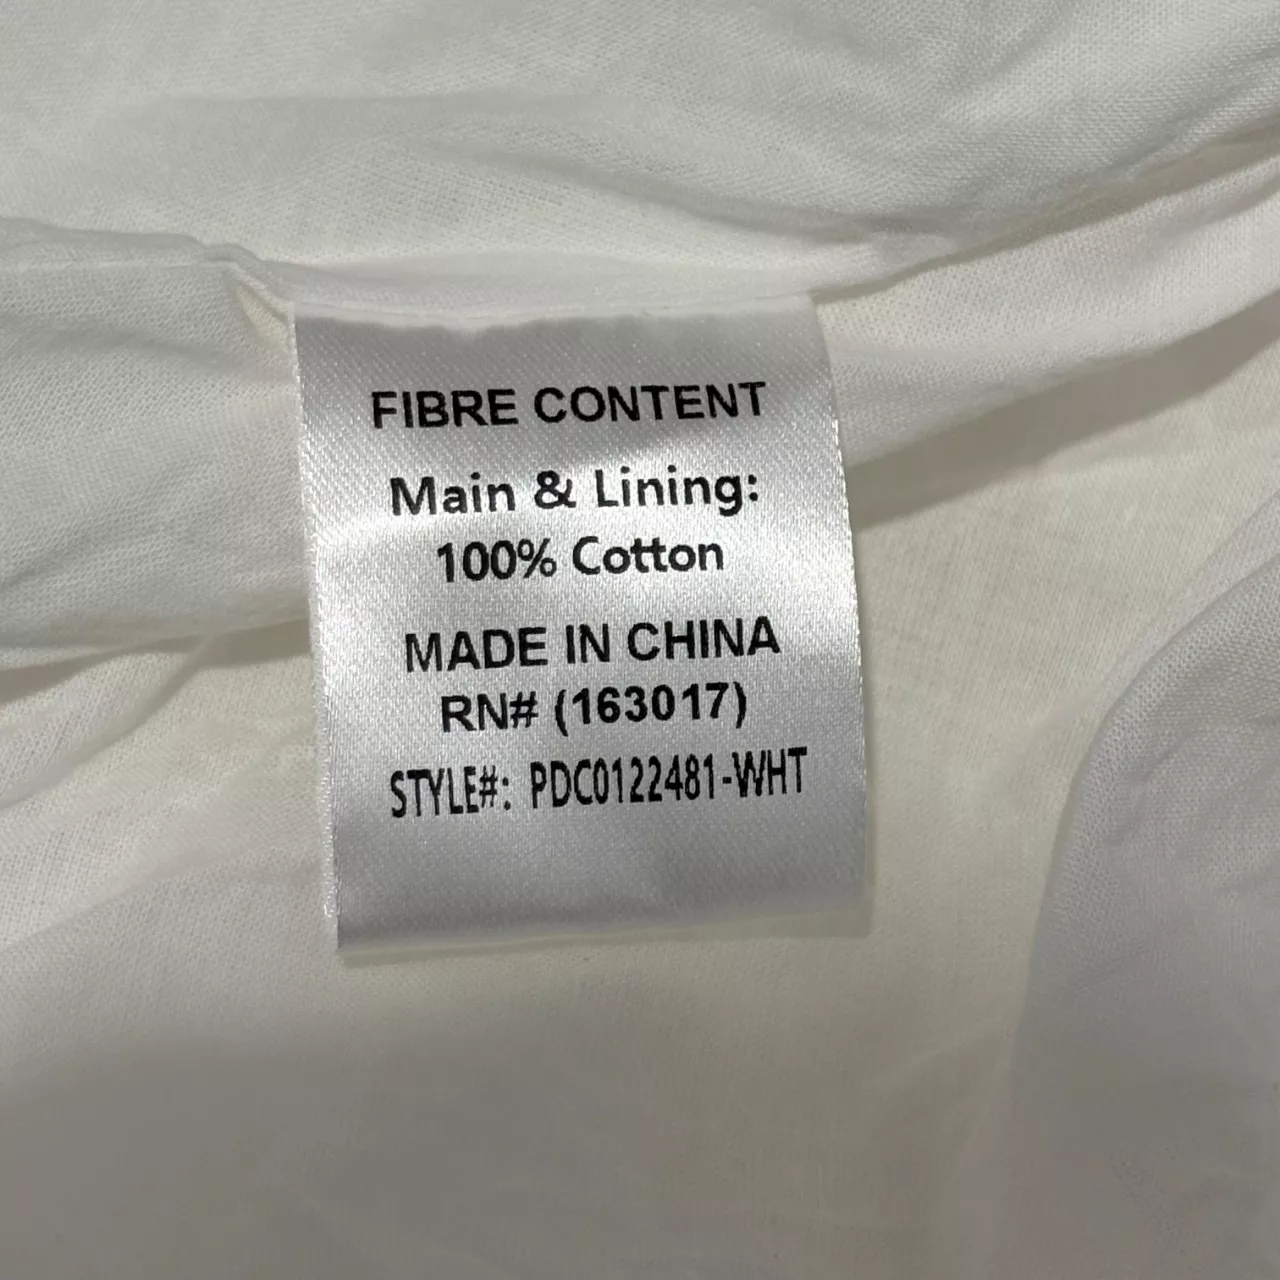 FIBRE CONTENT
Main & Lining:
100% Cotton
MADE IN CHINA
RN# (163017)
STYLE#: PDC0122481-WHT